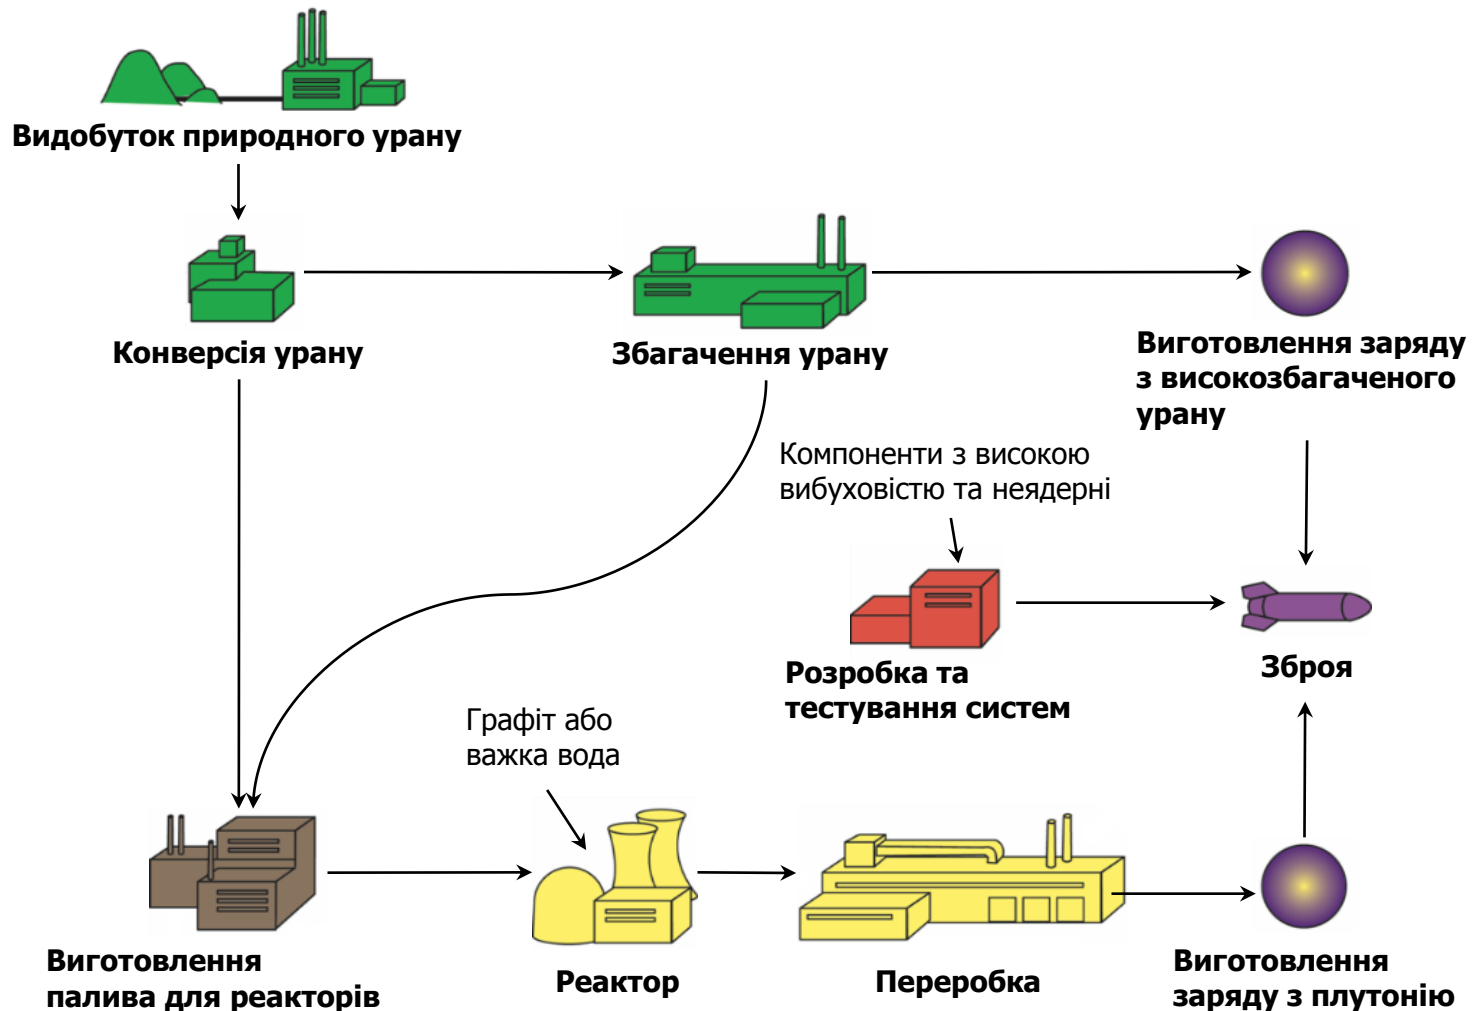 Видобуток природного урану
Конверсія урану
Збагачення урану
Виготовлення заряду
з високозбагаченого
урану
Компоненти з високою
вибуховістю та неядерні
Розробка та
тестування систем
Зброя
Графіт або
важка вода
Виготовлення
палива для реакторів
Реактор
Переробка
Виготовлення
заряду з плутонію